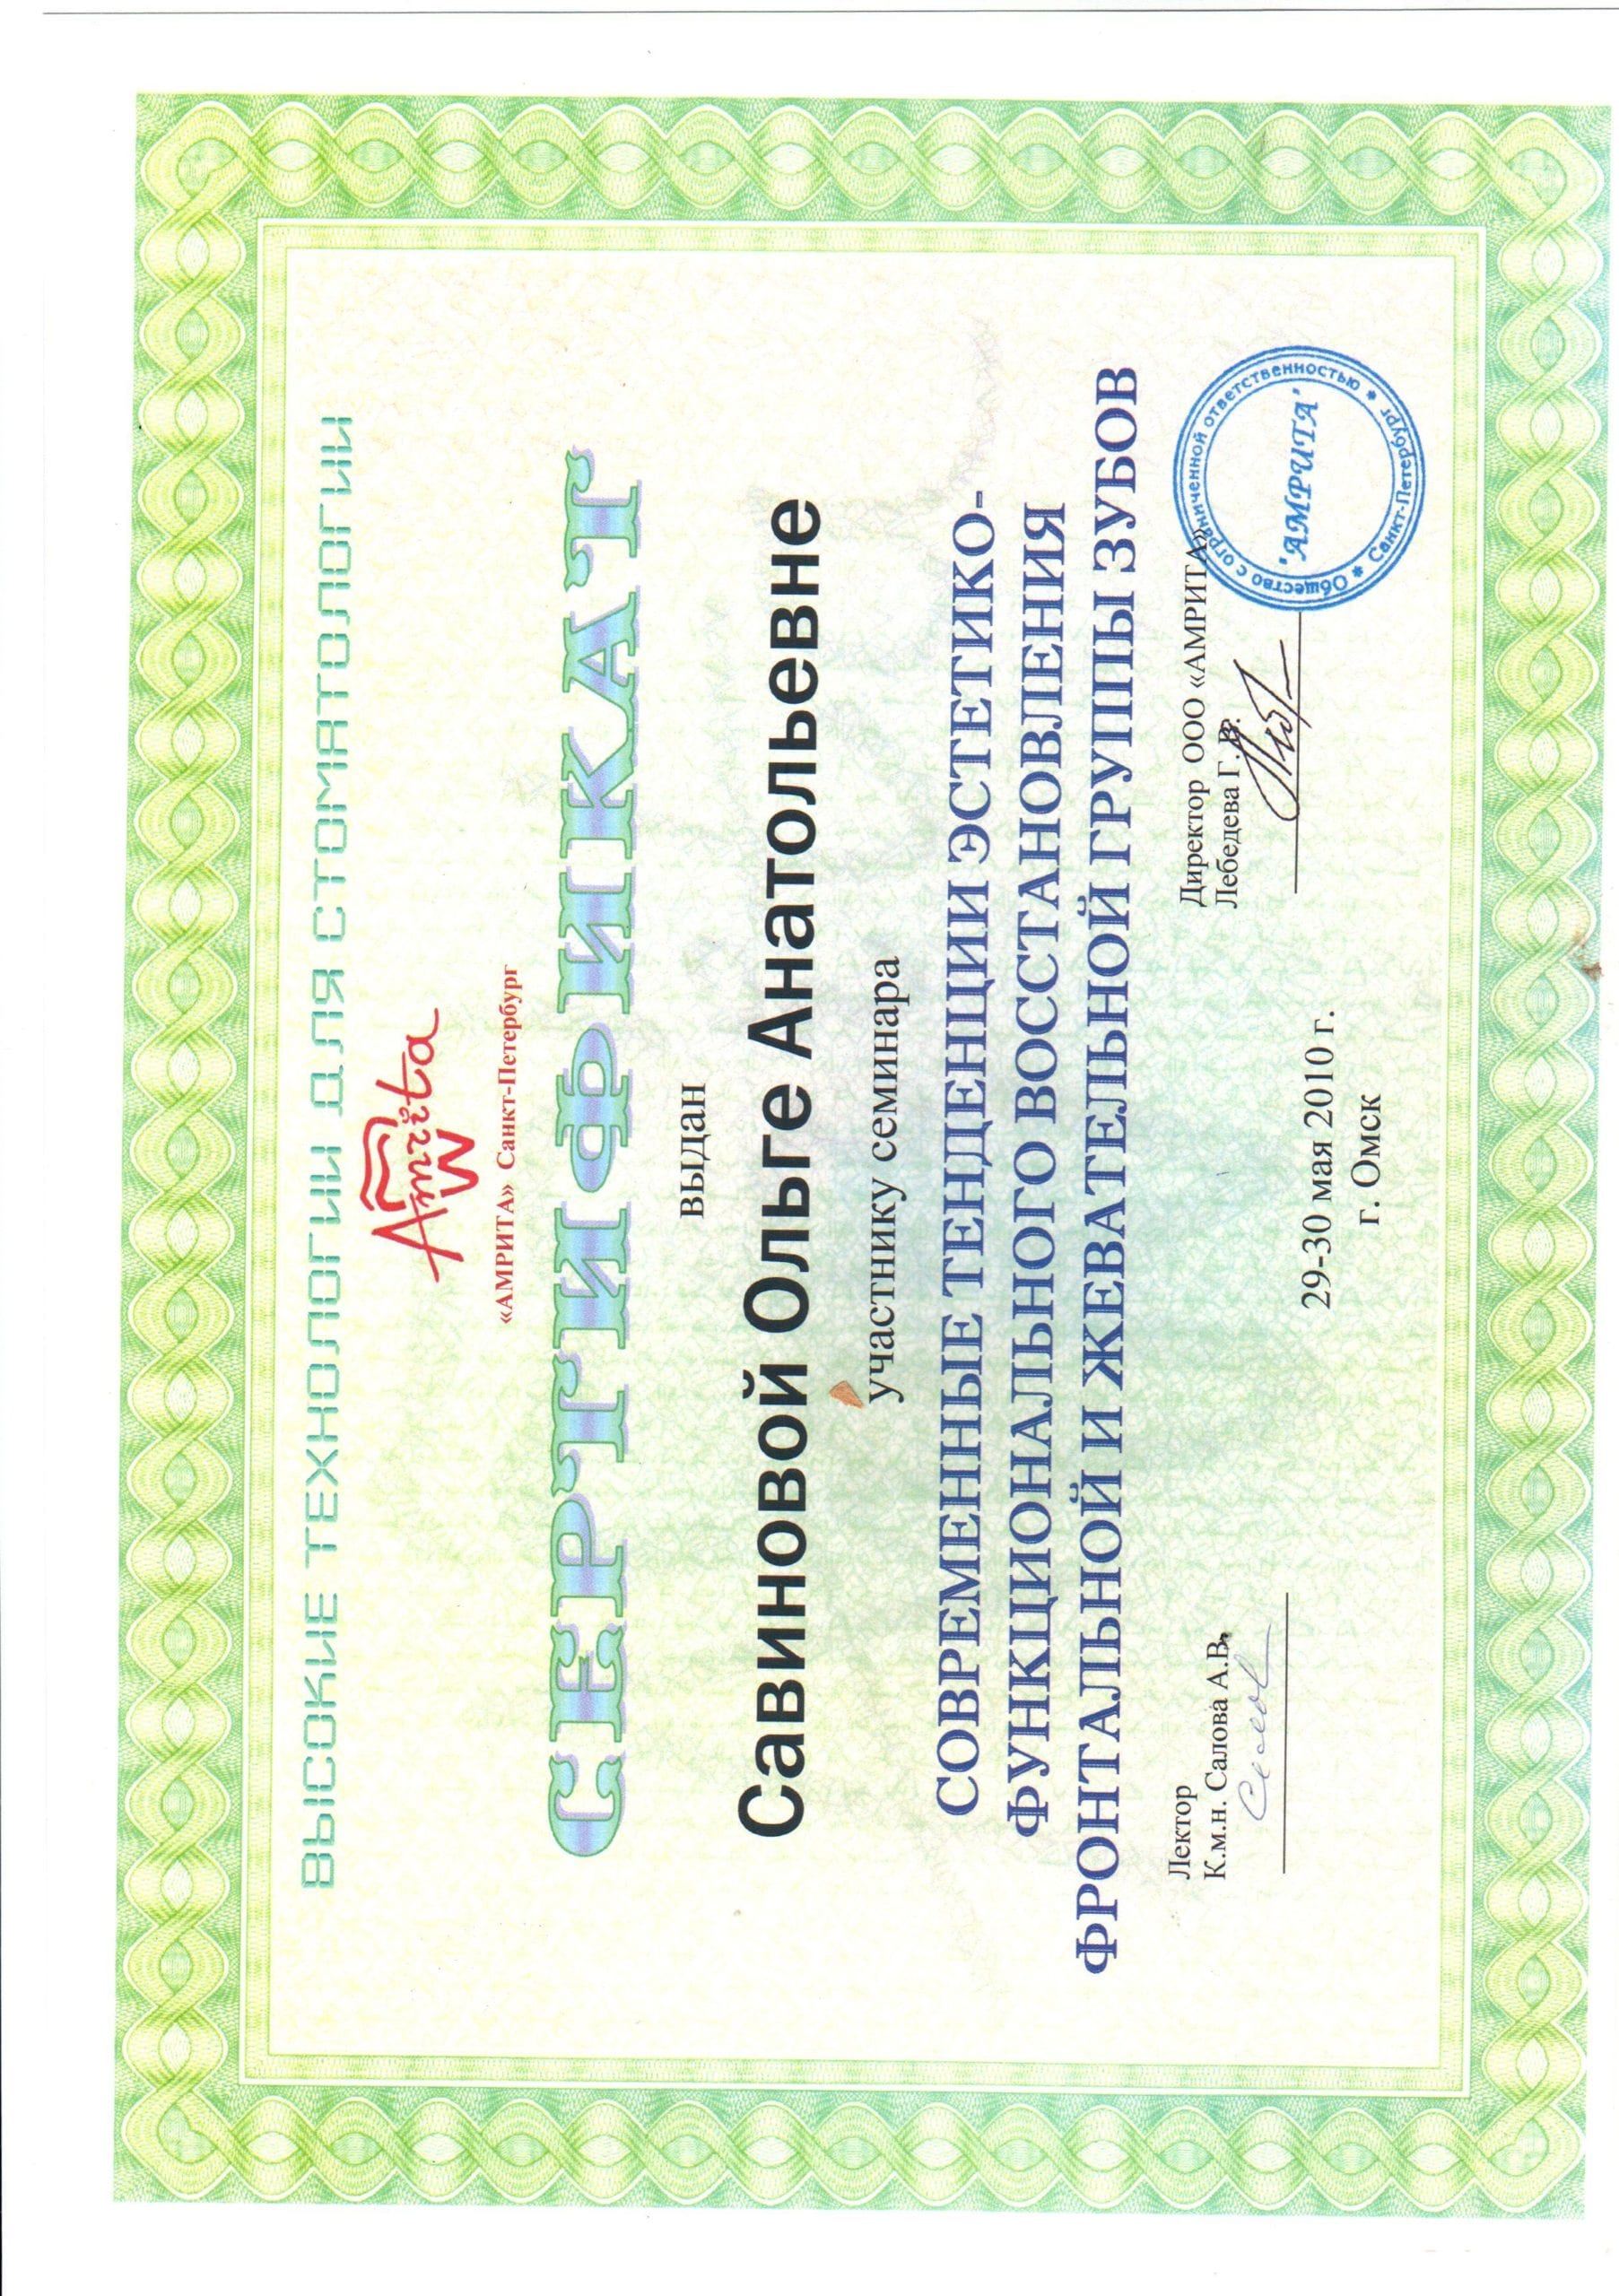 ВЫСОКИЕ ТЕХНОЛОГИИ ДЛЯ СТОМАТОЛОГИИ
Amrita
«АМРИТА» Санкт-Петербург
СЕРТИФИКАТ
выдан
Савиновой Ольге Анатольевне
участнику семинара
СОВРЕМЕННЫЕ ТЕНДЕНЦИИ ЭСТЕТИКО-
ФУНКЦИОНАЛЬНОГО ВОССТАНОВЛЕНИЯ
ФРОНТАЛЬНОЙ И ЖЕВАТЕЛЬНОЙ ГРУППЫ ЗУБОВ
Лектор
К.м.н. Салова А.В.
Директор ООО «АМРИТА»
Лебедева Г.В.
Общество с ограниченной ответственностью * Санкт-Петербург *
"АМРИТА"
29-30 мая 2010 г.
г. Омск